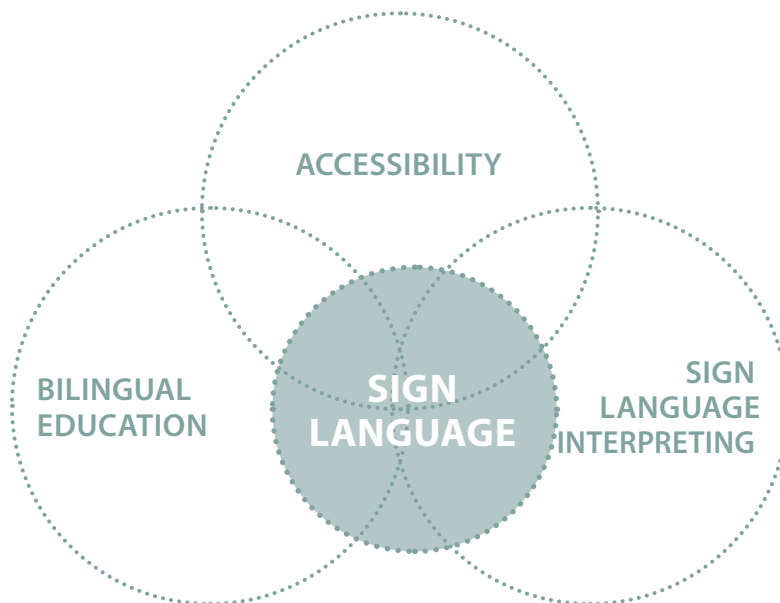 ACCESSIBILITY
BILINGUAL
EDUCATION
SIGN
LANGUAGE
SIGN
LANGUAGE
INTERPRETING